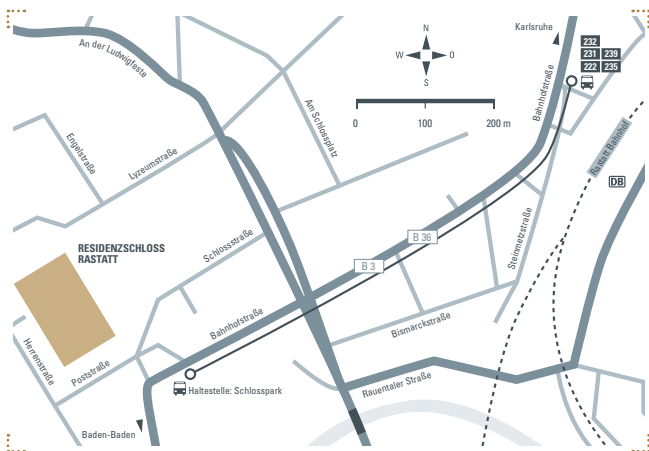 Karlsruhe
N
W
O
S
232
231 239
222 235
An der Ludwigfeste
Bahnhofstraße
Am Schlossplatz
0 100 200 m
Engelstraße
Lyzeumstraße
Rastatt Bahnhof
DB
RESIDENZSCHLOSS
RASTATT
Schlossstraße
Steinmetzstraße
B 36
B 3
Bahnhofstraße
Bismarckstraße
Herrenstraße
Poststraße
Haltestelle: Schlosspark
Rauentaler Straße
Baden-Baden